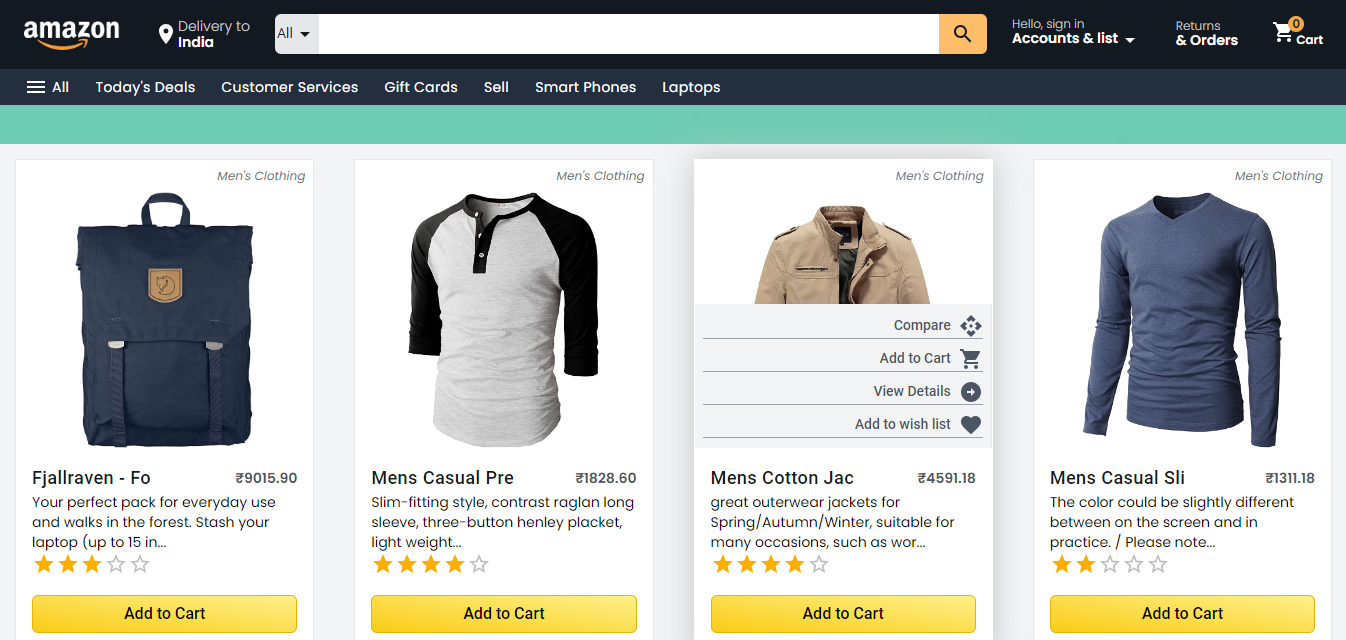 amazon
Delivery to
India
All
Hello, sign in
Accounts & list
Returns
& Orders
0
Cart
All
Today's Deals
Customer Services
Gift Cards
Sell
Smart Phones
Laptops
Men's Clothing
Fjallraven - Fo
₹9015.90
Your perfect pack for everyday use
and walks in the forest. Stash your
laptop (up to 15 in...
Add to Cart
Men's Clothing
Mens Casual Pre
₹1828.60
Slim-fitting style, contrast raglan long
sleeve, three-button henley placket,
light weight...
Add to Cart
Men's Clothing
Compare
Add to Cart
View Details
Add to wish list
Mens Cotton Jac
₹4591.18
great outerwear jackets for
Spring/Autumn/Winter, suitable for
many occasions, such as wor...
Add to Cart
Men's Clothing
Mens Casual Sli
₹1311.18
The color could be slightly different
between on the screen and in
practice. / Please note...
Add to Cart